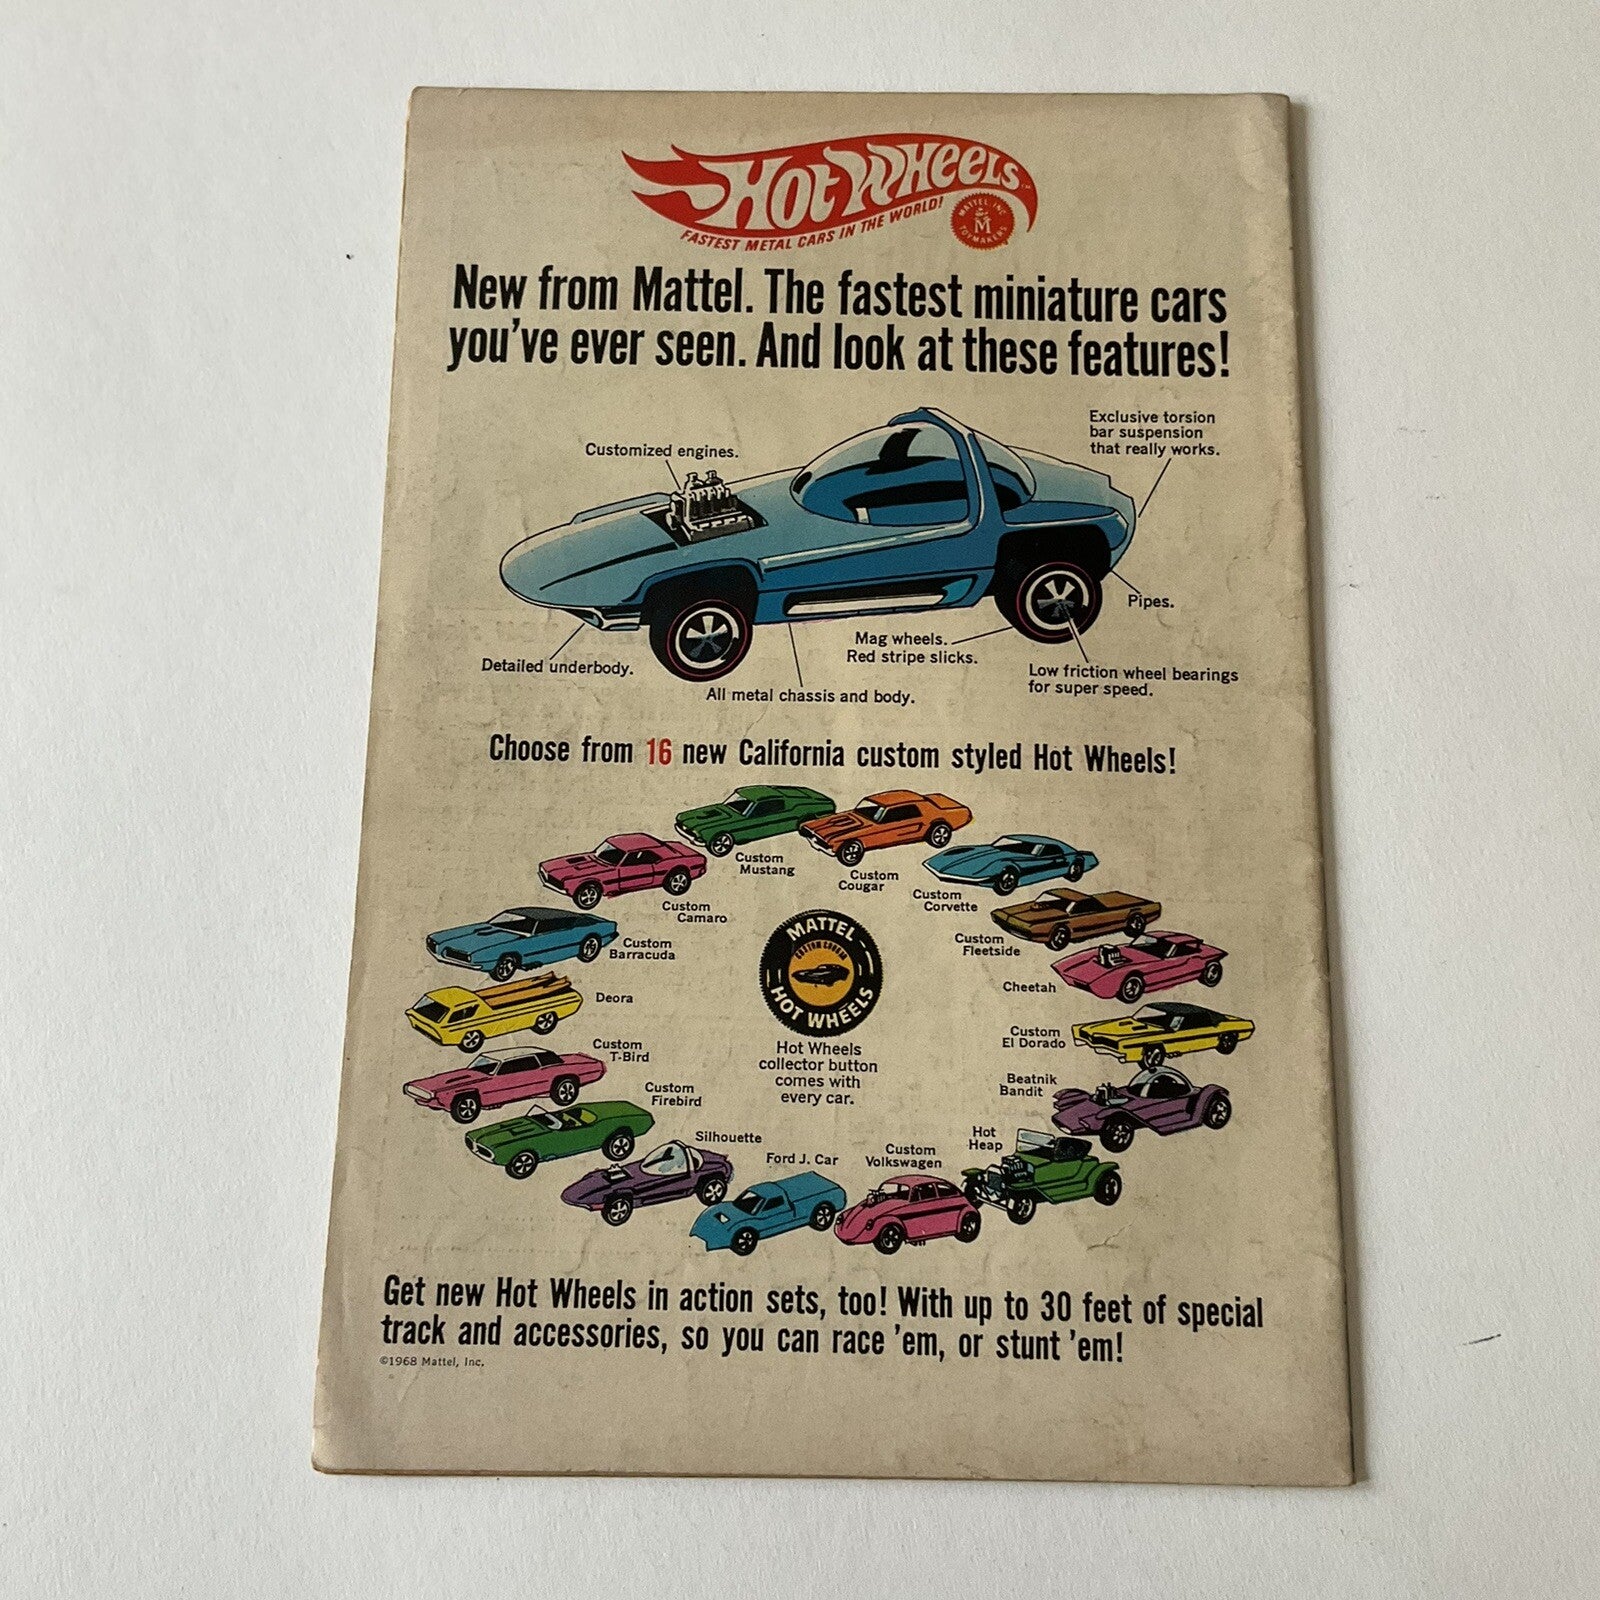 Hot Wheels
FASTEST METAL CARS IN THE WORLD!
MATTEL, INC.
M
TOYMAKERS
New from Mattel. The fastest miniature cars
you've ever seen. And look at these features!
Customized engines.
Exclusive torsion
bar suspension
that really works.
Pipes.
Mag wheels.
Red stripe slicks.
Detailed underbody.
Low friction wheel bearings
for super speed.
All metal chassis and body.
Choose from 16 new California custom styled Hot Wheels!
Custom
Mustang
Custom
Cougar
Custom
Camaro
Custom
Corvette
Custom
Barracuda
Custom
Fleetside
Deora
Cheetah
Custom
T-Bird
Custom
El Dorado
Custom
Firebird
Beatnik
Bandit
Silhouette
Hot
Heap
Ford J. Car
Custom
Volkswagen
MATTEL
HOT WHEELS
Hot Wheels
collector button
comes with
every car.
Get new Hot Wheels in action sets, too! With up to 30 feet of special
track and accessories, so you can race 'em, or stunt 'em!
©1968 Mattel, Inc.